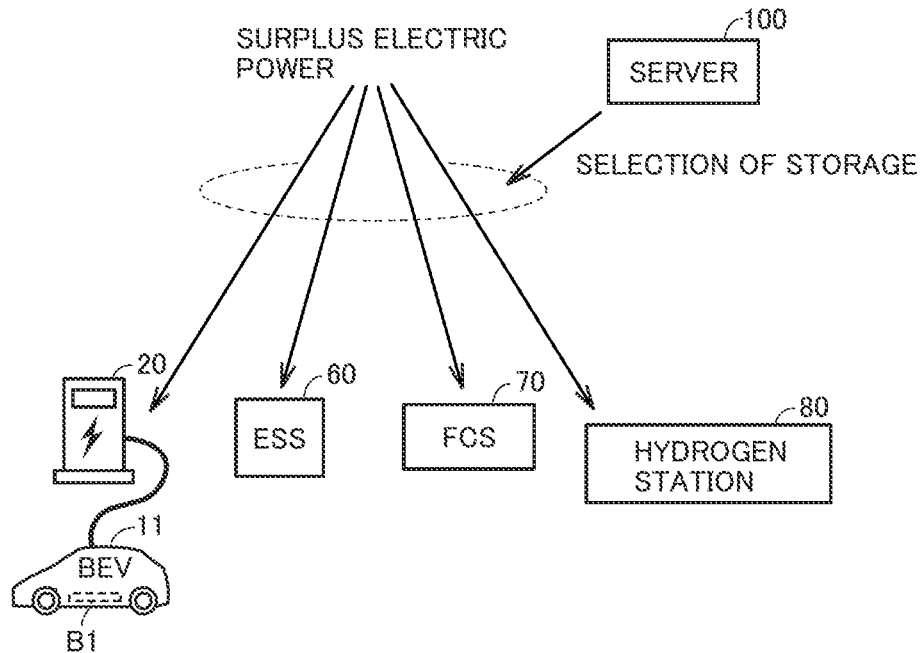 SURPLUS ELECTRIC
POWER
100
SERVER
SELECTION OF STORAGE
20
60
ESS
70
FCS
80
HYDROGEN
STATION
11
BEV
B1